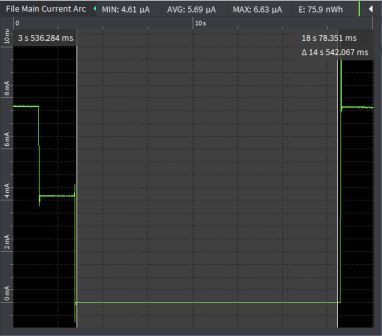 File Main Current Arc MIN: 4.61 µA AVG: 5.69 µA MAX: 6.63 µA E: 75.9 nWh
0 10 s
3 s 536.284 ms 18 s 78.351 ms
Δ 14 s 542.067 ms
8 mA
6 mA
4 mA
2 mA
0 mA